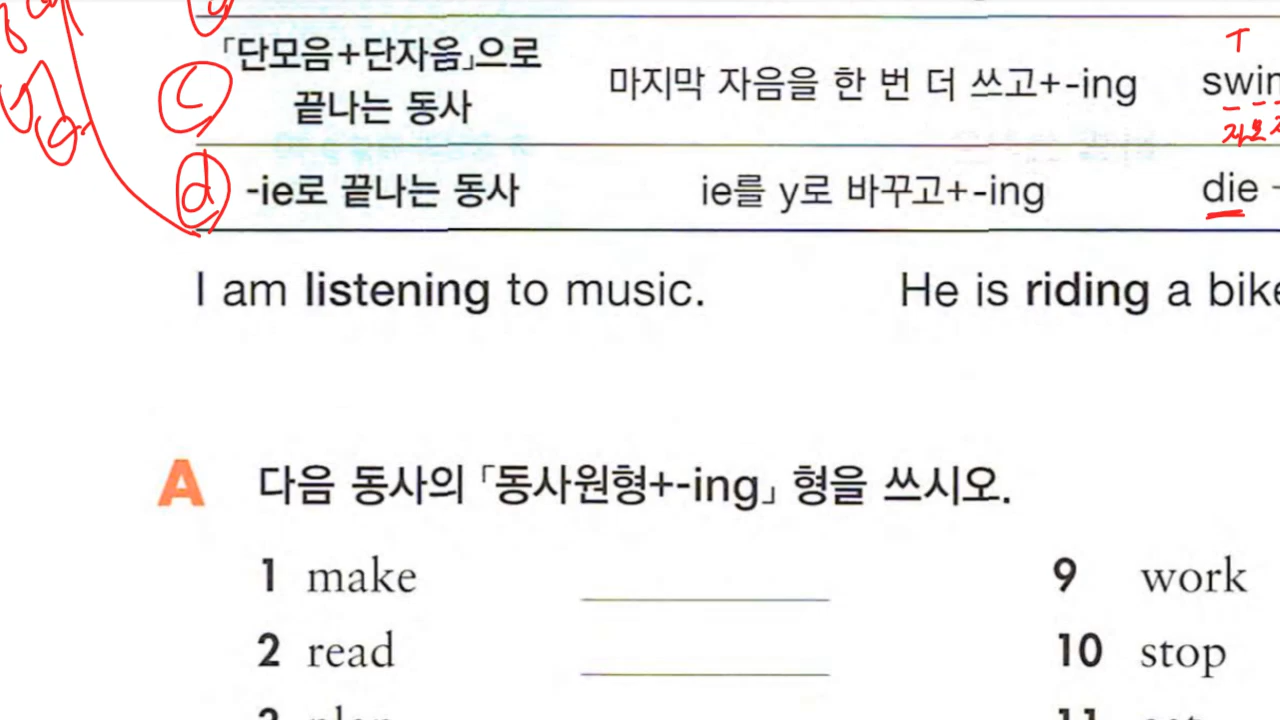 「단모음+단자음」으로
끝나는 동사
마지막 자음을 한 번 더 쓰고+-ing
c
d
-ie로 끝나는 동사
ie를 y로 바꾸고+-ing
die
I am listening to music.
He is riding a bike
A 다음 동사의 「동사원형+-ing」 형을 쓰시오.
1 make
2 read
9 work
10 stop